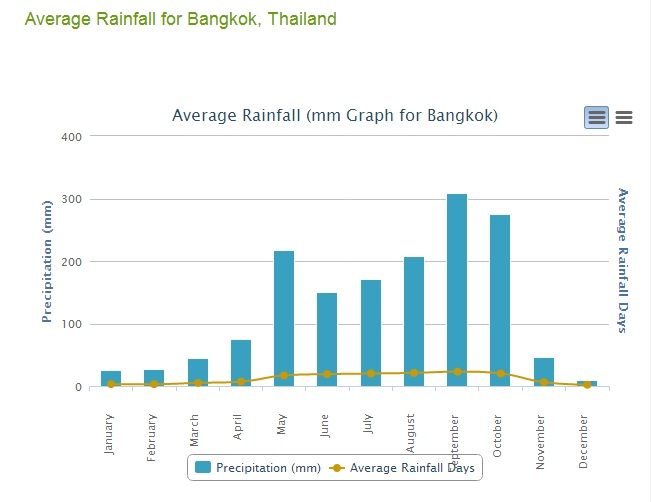 Average Rainfall for Bangkok, Thailand
Average Rainfall (mm Graph for Bangkok)
400
300
200
100
0
Precipitation (mm)
Average Rainfall Days
January
February
March
April
May
June
July
August
September
October
November
December
Precipitation (mm)
Average Rainfall Days